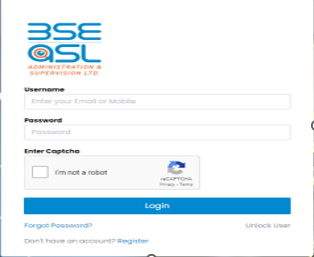 BSE
ASL
ADMINISTRATION &
SUPERVISION LTD.
Username
Enter your Email or Mobile
Password
Password
Enter Captcha
I'm not a robot
reCAPTCHA
Privacy - Terms
Login
Forgot Password? Unlock User
Don't have an account? Register